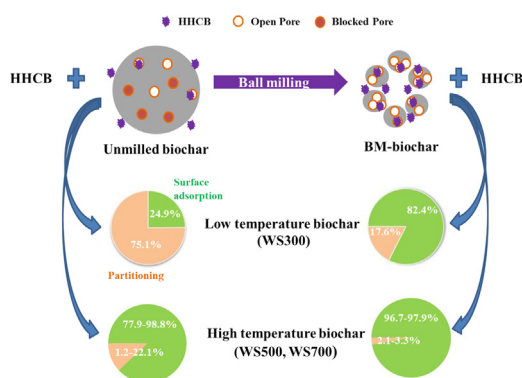 HHCB Open Pore Blocked Pore
HHCB
Ball milling
HHCB
Unmilled biochar
BM-biochar
Surface
adsorption
24.9%
75.1%
Partitioning
Low temperature biochar
(WS300)
82.4%
17.6%
77.9-98.8%
1.2-22.1%
High temperature biochar
(WS500, WS700)
96.7-97.9%
2.1-3.3%